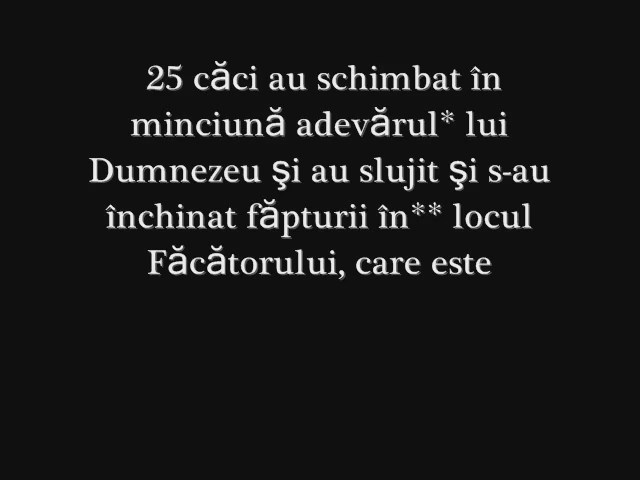 25 căci au schimbat în
minciună adevărul* lui
Dumnezeu şi au slujit şi s-au
închinat făpturii în** locul
Făcătorului, care este